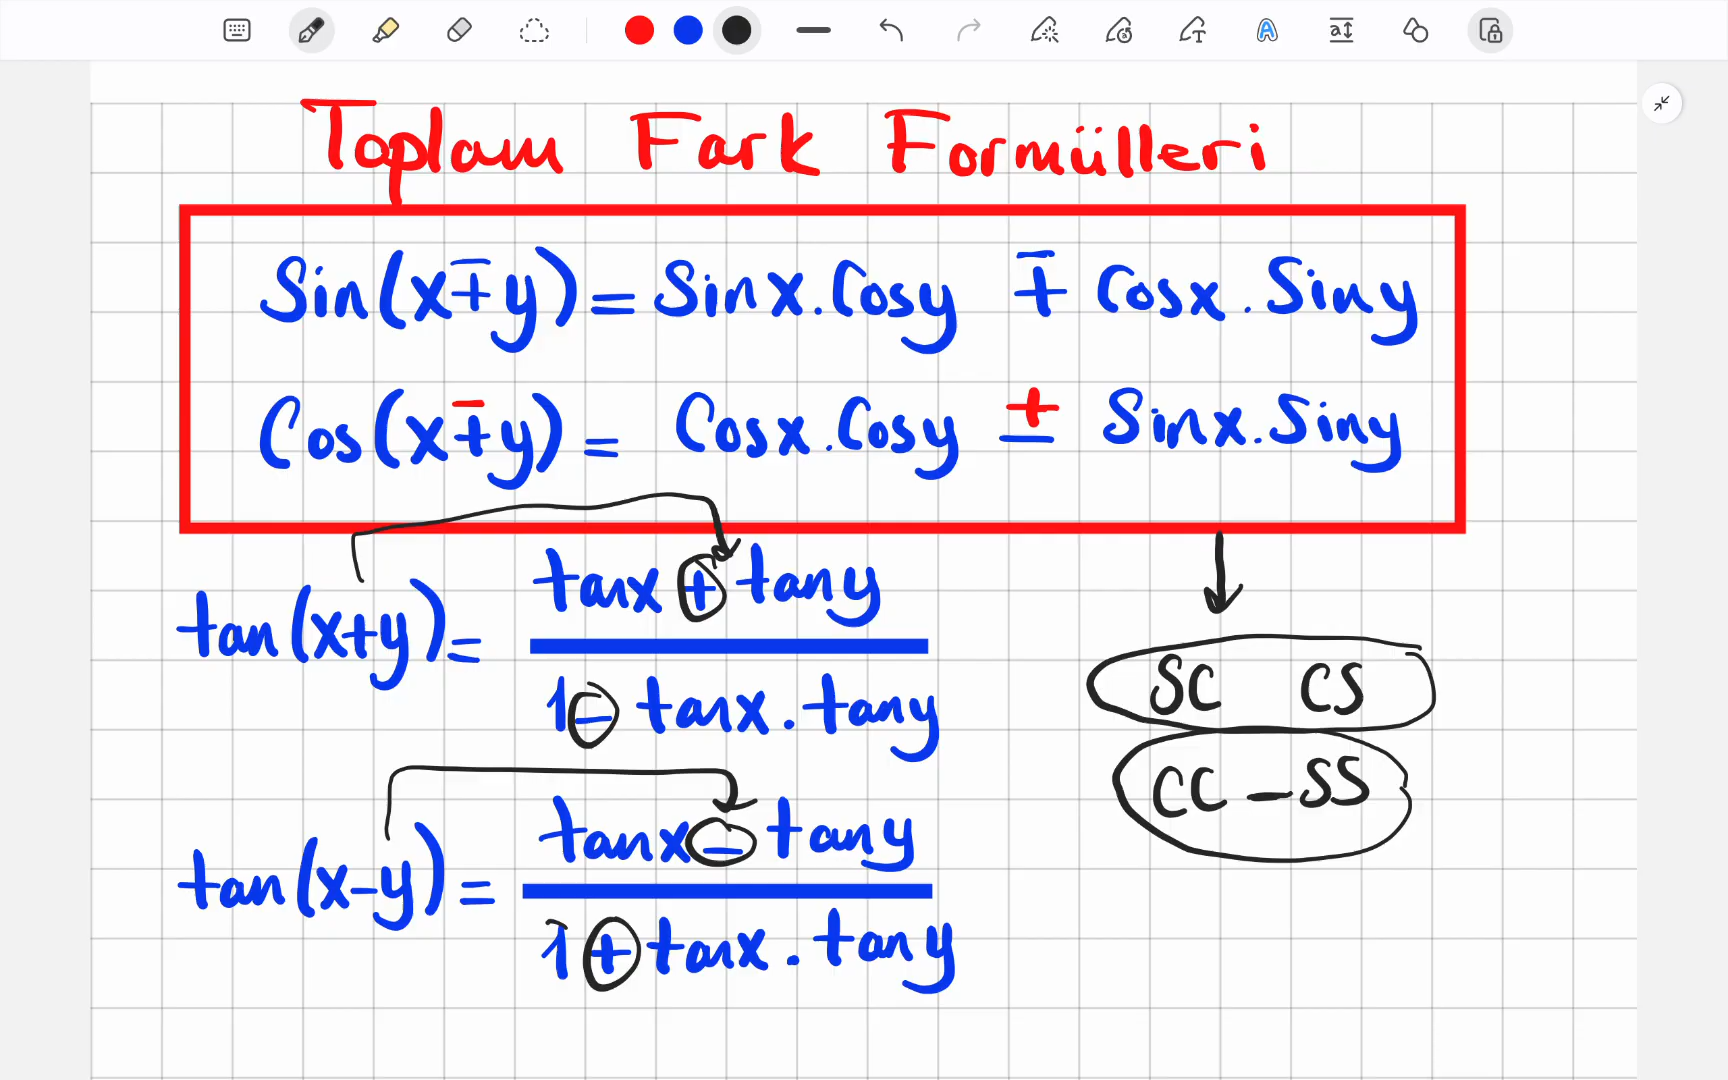 Toplam Fark Formülleri
Sin(x∓y) = Sinx.Cosy ∓ Cosx.Siny
Cos(x∓y) = Cosx.Cosy ± Sinx.Siny
tan(x+y) = tanx + tany
1 - tanx.tany
tan(x-y) = tanx - tany
1 + tanx.tany
SC CS
CC - SS